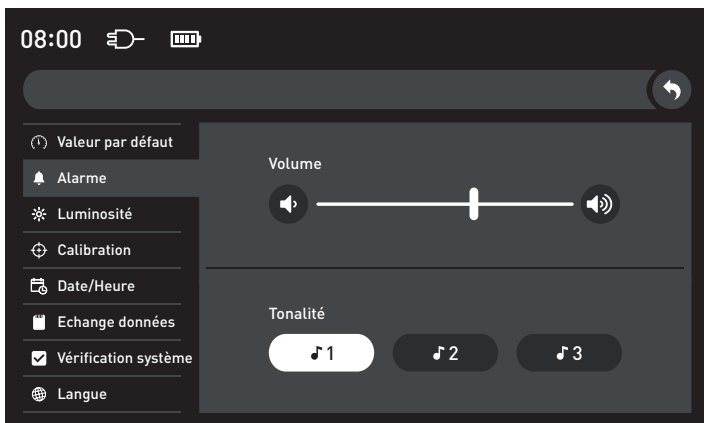 08:00
Valeur par défaut
Alarme
Luminosité
Calibration
Date/Heure
Echange données
Vérification système
Langue
Volume
Tonalité
1
2
3